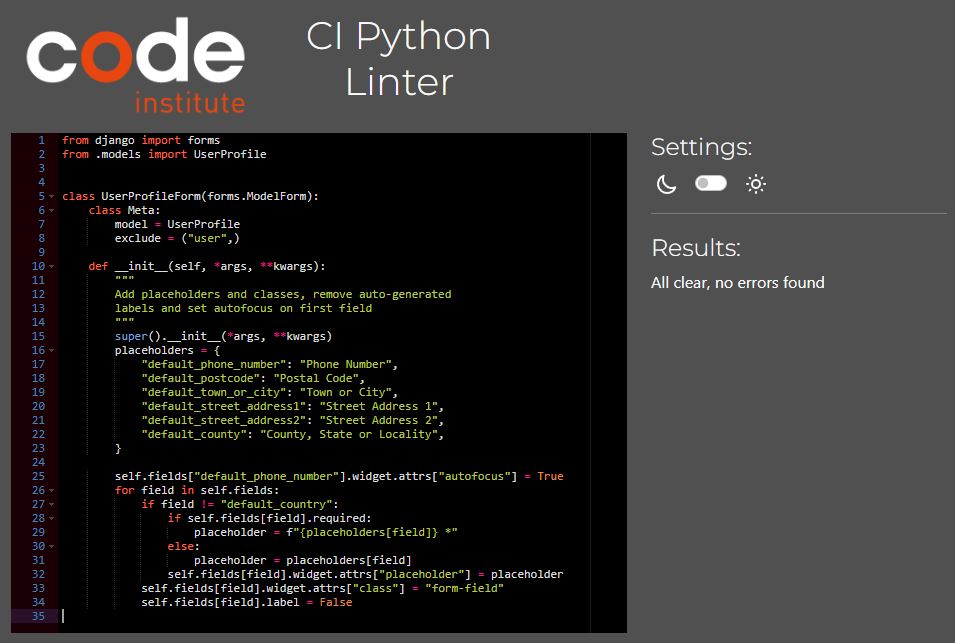 code
institute
CI Python
Linter
1 from django import forms
2 from .models import UserProfile
3
4
5 class UserProfileForm(forms.ModelForm):
6     class Meta:
7         model = UserProfile
8         exclude = ("user",)
9
10     def __init__(self, *args, **kwargs):
11         """
12         Add placeholders and classes, remove auto-generated
13         labels and set autofocus on first field
14         """
15         super().__init__(*args, **kwargs)
16         placeholders = {
17             "default_phone_number": "Phone Number",
18             "default_postcode": "Postal Code",
19             "default_town_or_city": "Town or City",
20             "default_street_address1": "Street Address 1",
21             "default_street_address2": "Street Address 2",
22             "default_county": "County, State or Locality",
23         }
24
25         self.fields["default_phone_number"].widget.attrs["autofocus"] = True
26         for field in self.fields:
27             if field != "default_country":
28                 if self.fields[field].required:
29                     placeholder = f"{placeholders[field]} *"
30                 else:
31                     placeholder = placeholders[field]
32                 self.fields[field].widget.attrs["placeholder"] = placeholder
33             self.fields[field].widget.attrs["class"] = "form-field"
34             self.fields[field].label = False
35
Settings:
Results:
All clear, no errors found